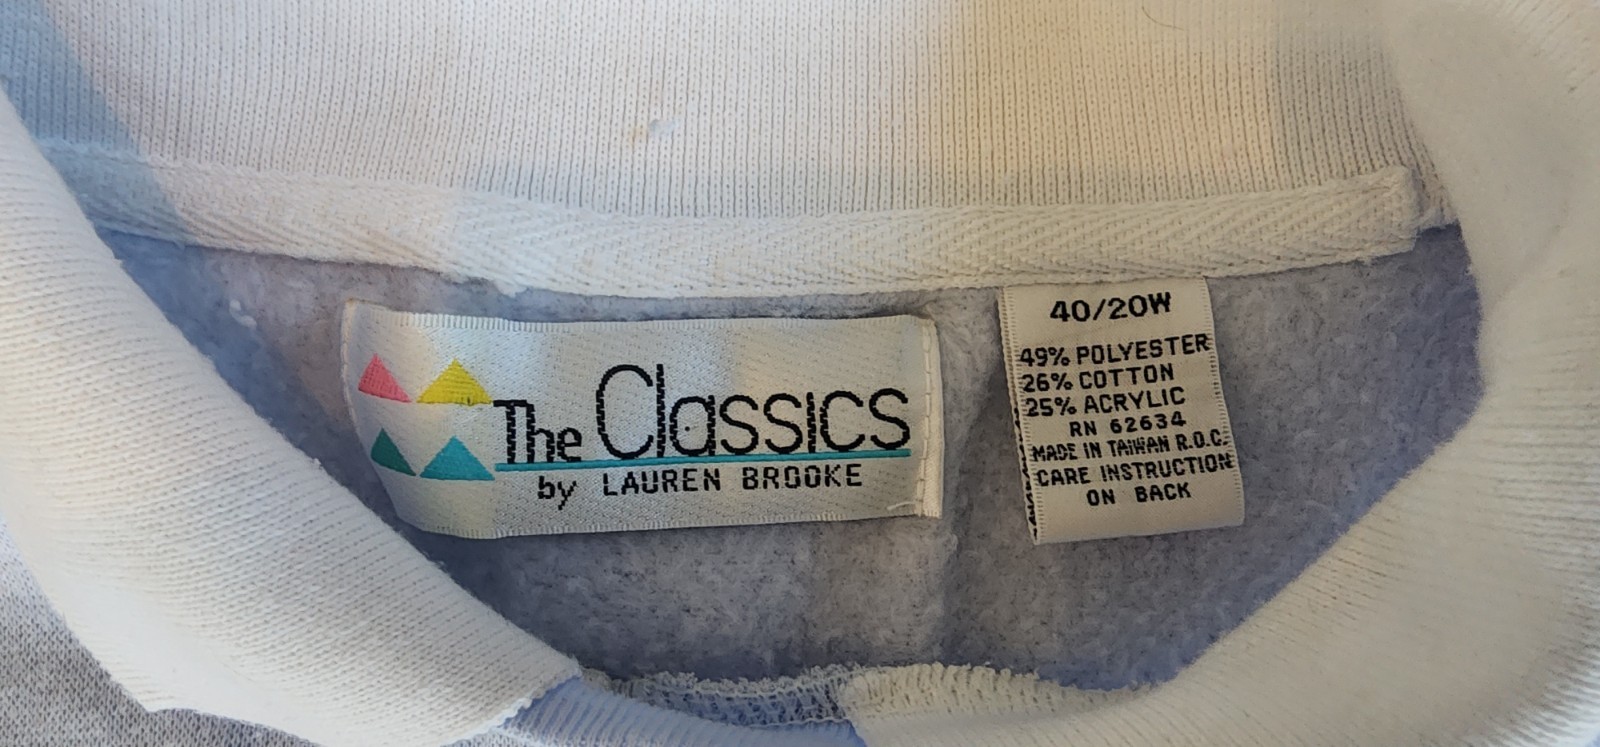 The Classics
by LAUREN BROOKE
40/20W
49% POLYESTER
26% COTTON
25% ACRYLIC
RN 62634
MADE IN TAIWAN R.O.C.
CARE INSTRUCTION
ON BACK